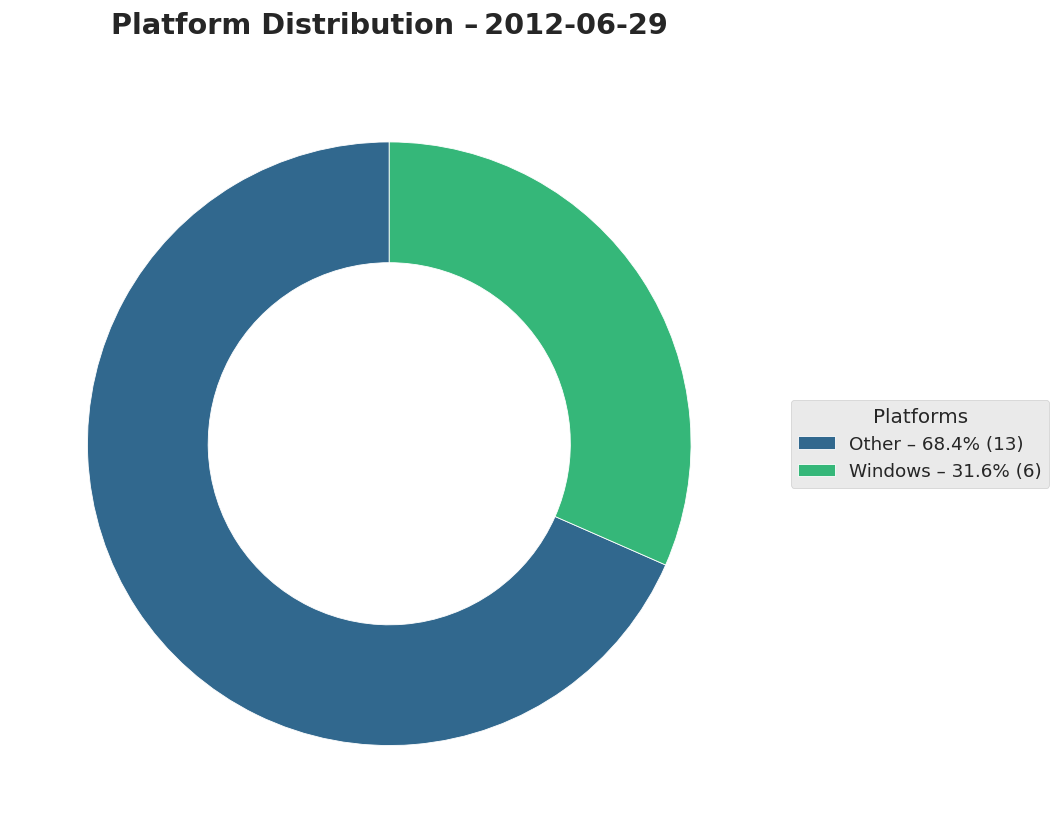 Platform Distribution – 2012-06-29
Platforms
Other – 68.4% (13)
Windows – 31.6% (6)